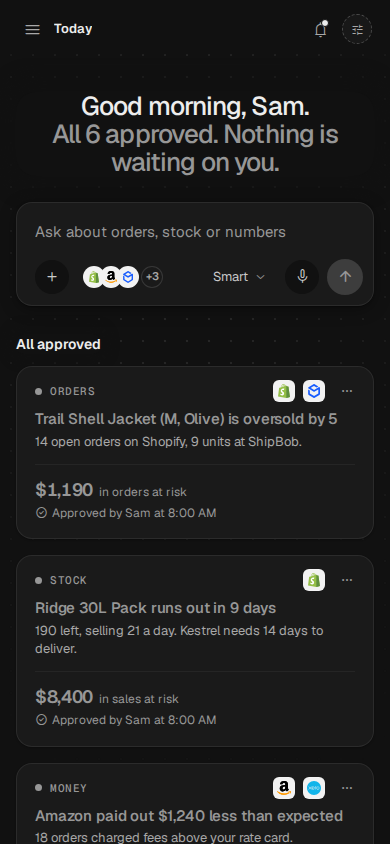 Today
Good morning, Sam.
All 6 approved. Nothing is
waiting on you.
Ask about orders, stock or numbers
+3
Smart
All approved
ORDERS
Trail Shell Jacket (M, Olive) is oversold by 5
14 open orders on Shopify, 9 units at ShipBob.
$1,190 in orders at risk
Approved by Sam at 8:00 AM
STOCK
Ridge 30L Pack runs out in 9 days
190 left, selling 21 a day. Kestrel needs 14 days to
deliver.
$8,400 in sales at risk
Approved by Sam at 8:00 AM
MONEY
Amazon paid out $1,240 less than expected
18 orders charged fees above your rate card.